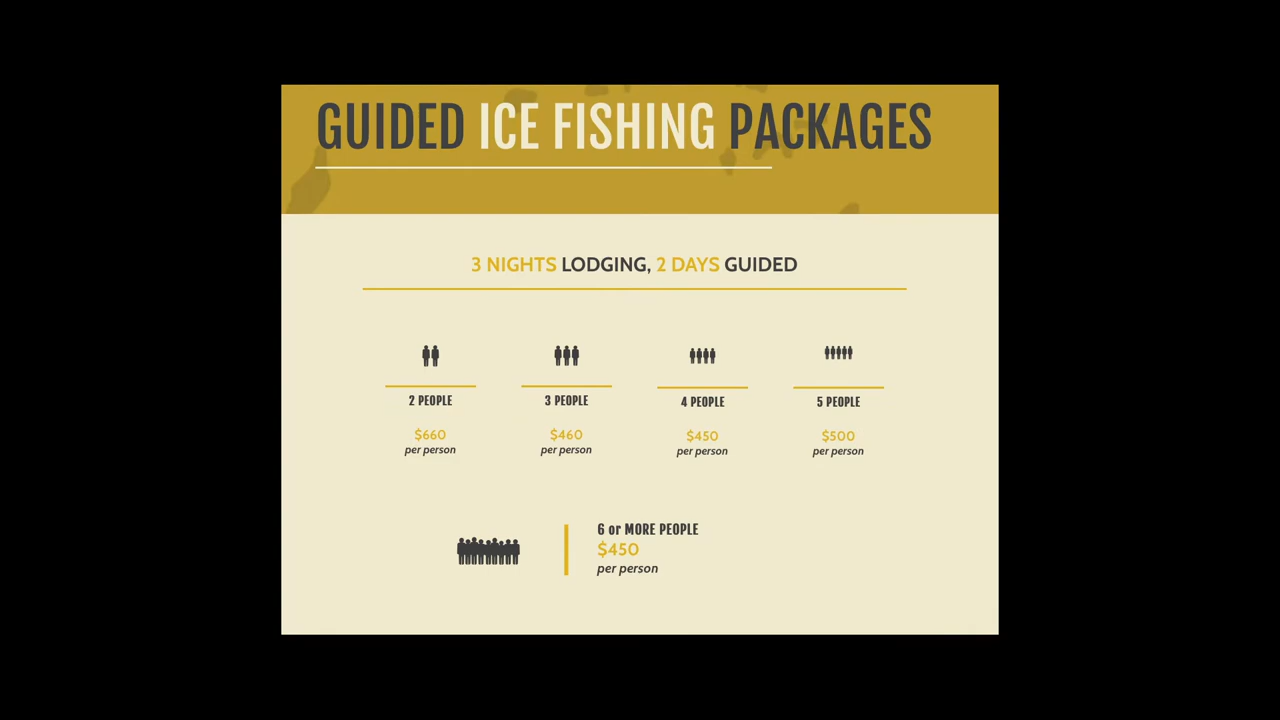 GUIDED ICE FISHING PACKAGES
3 NIGHTS LODGING, 2 DAYS GUIDED
2 PEOPLE
$660
per person
3 PEOPLE
$460
per person
4 PEOPLE
$450
per person
5 PEOPLE
$500
per person
6 or MORE PEOPLE
$450
per person